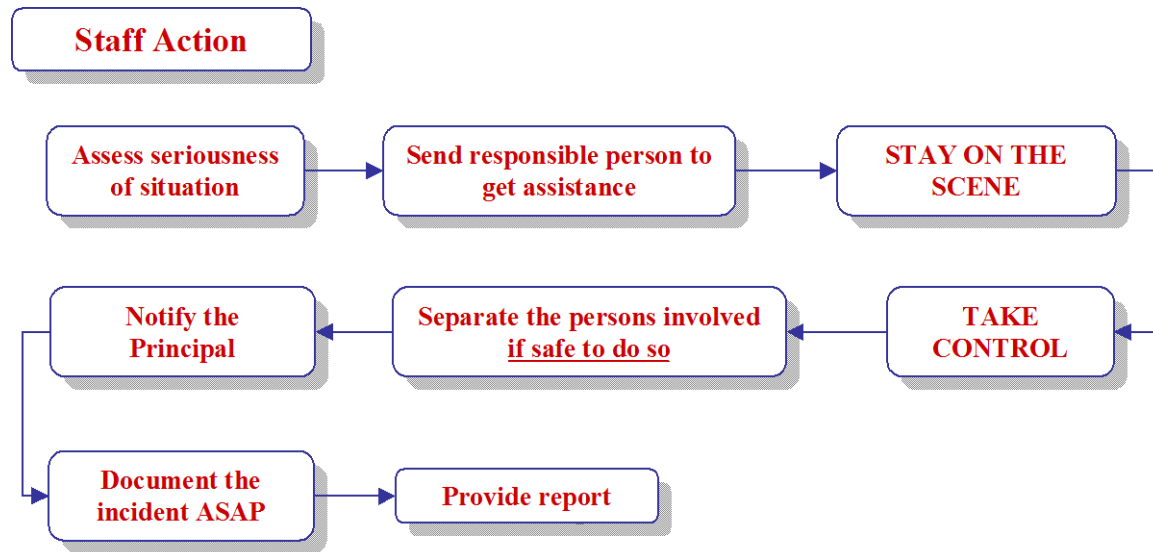 Staff Action
Assess seriousness
of situation
Send responsible person to
get assistance
STAY ON THE
SCENE
TAKE
CONTROL
Separate the persons involved
if safe to do so
Notify the
Principal
Document the
incident ASAP
Provide report